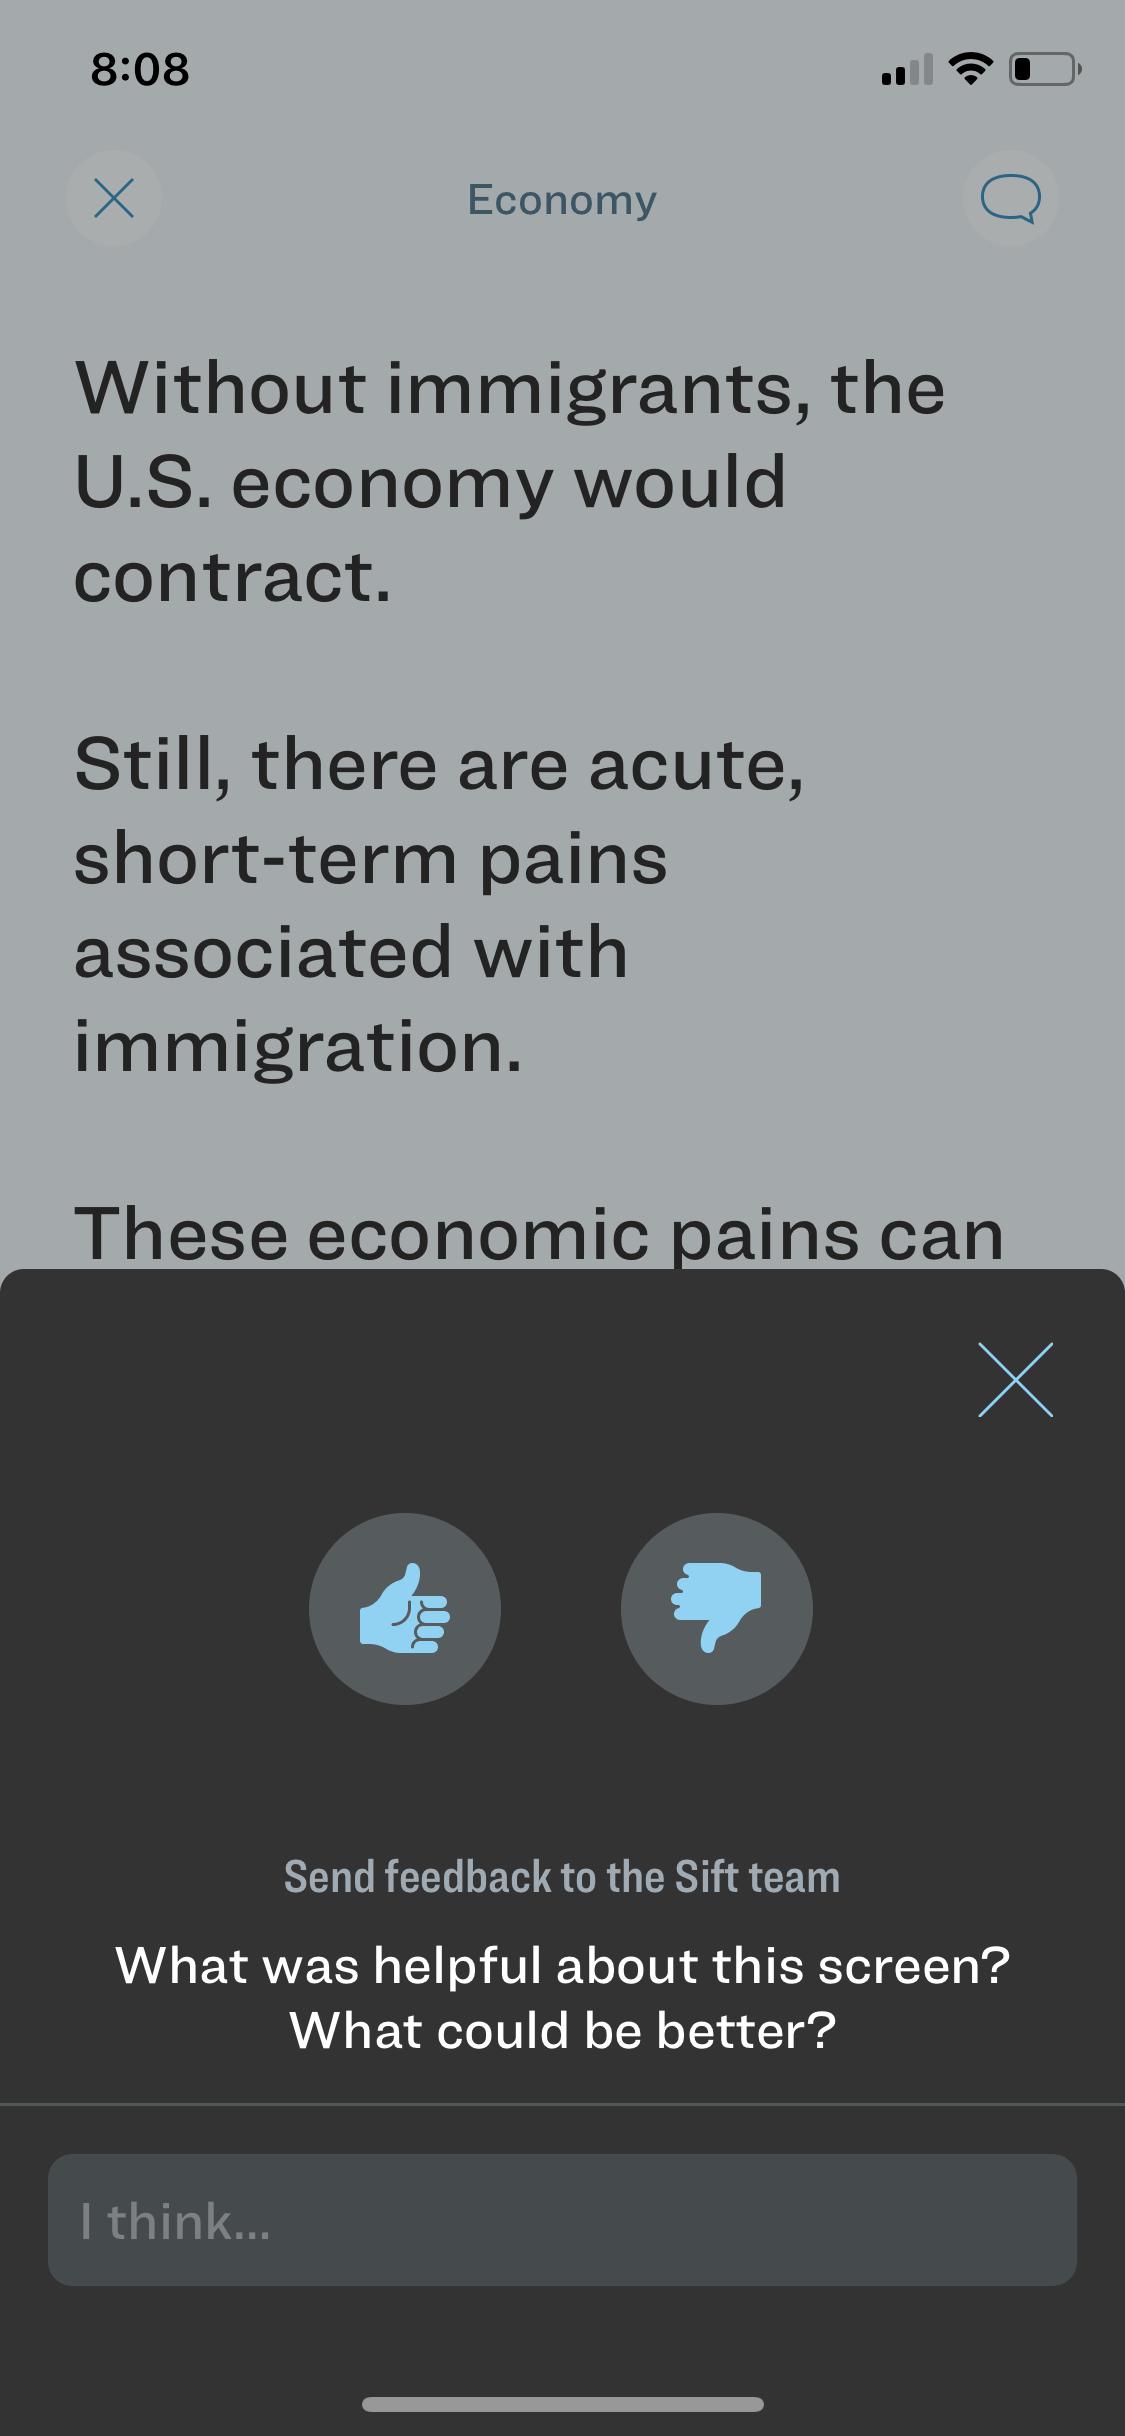 8:08
Economy
Without immigrants, the
U.S. economy would
contract.
Still, there are acute,
short-term pains
associated with
immigration.
These economic pains can
Send feedback to the Sift team
What was helpful about this screen?
What could be better?
I think...